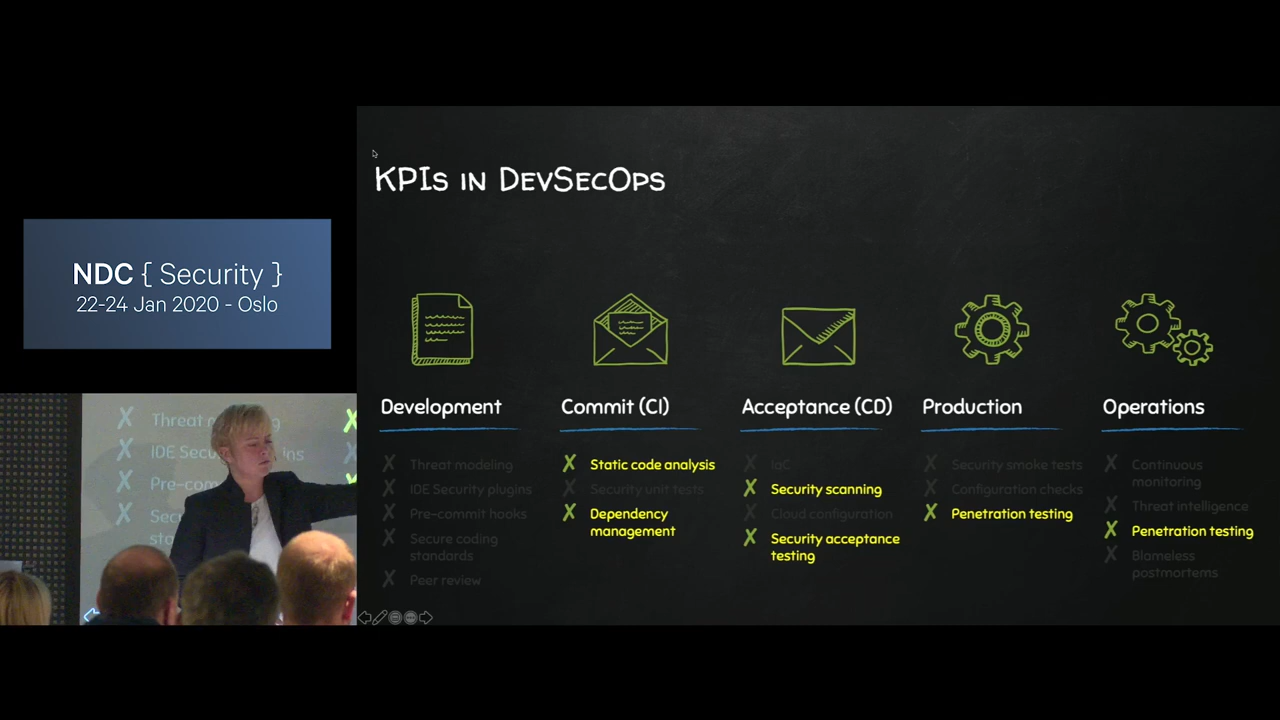 KPIs in DevSecOps
NDC { Security }
22-24 Jan 2020 - Oslo
Development
Threat modeling
IDE Security plugins
Pre-commit hooks
Secure coding
standards
Peer review
Commit (CI)
Static code analysis
Security unit tests
Dependency
management
Acceptance (CD)
IaC
Security scanning
Cloud configuration
Security acceptance
testing
Production
Security smoke tests
Configuration checks
Penetration testing
Operations
Continuous
monitoring
Threat intelligence
Penetration testing
Blameless
postmortems
Threat
IDE